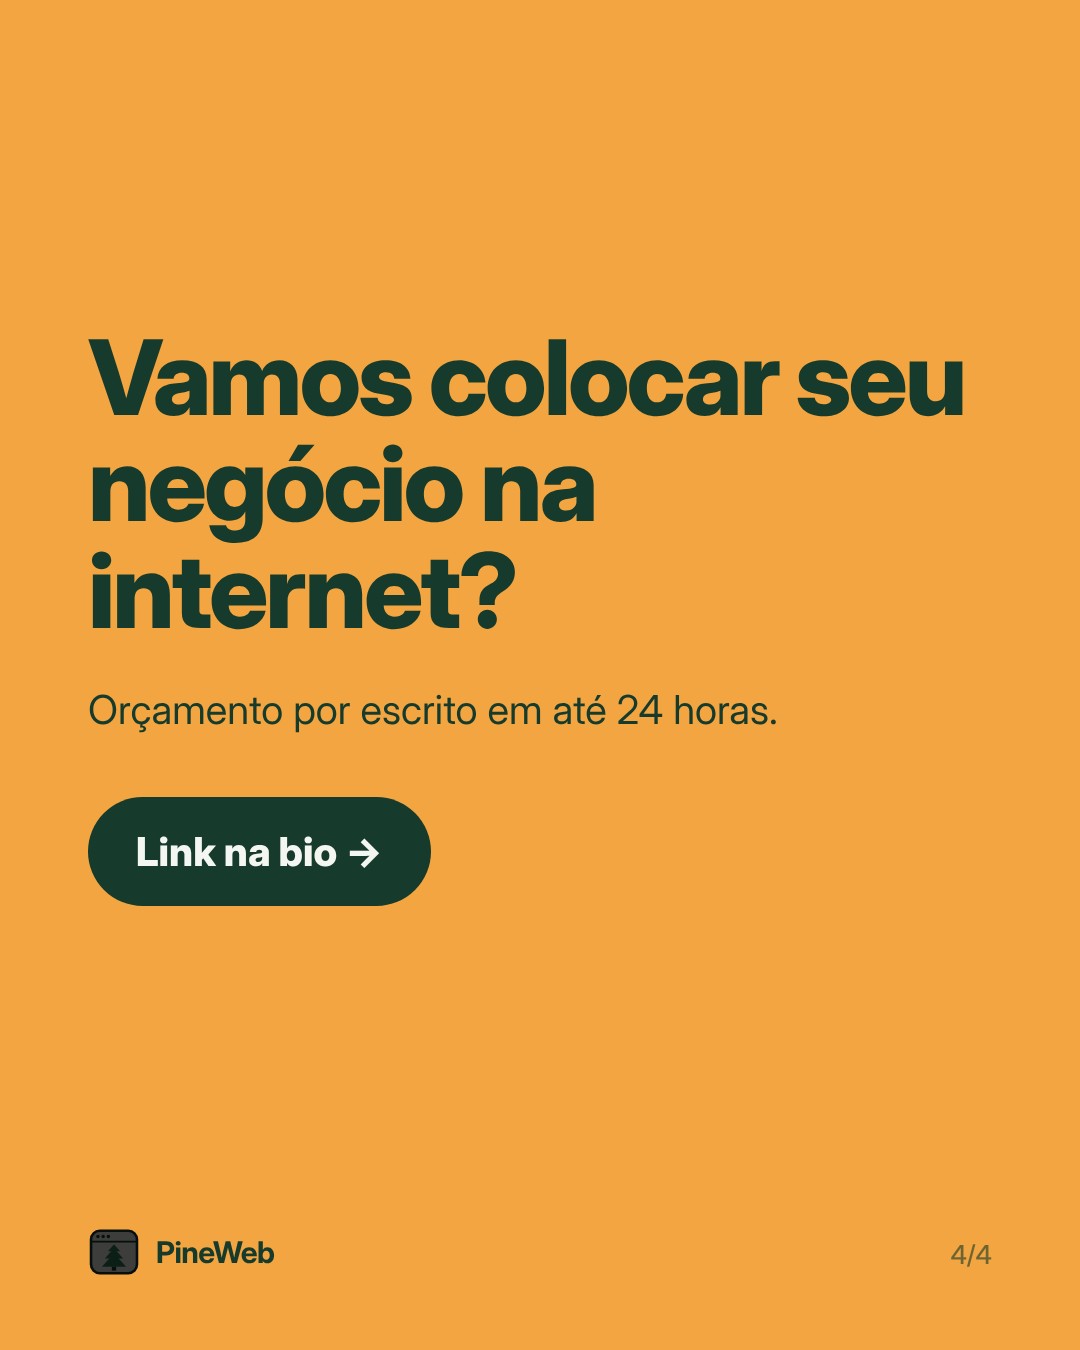 Vamos colocar seu
negócio na
internet?
Orçamento por escrito em até 24 horas.
Link na bio →
PineWeb
4/4